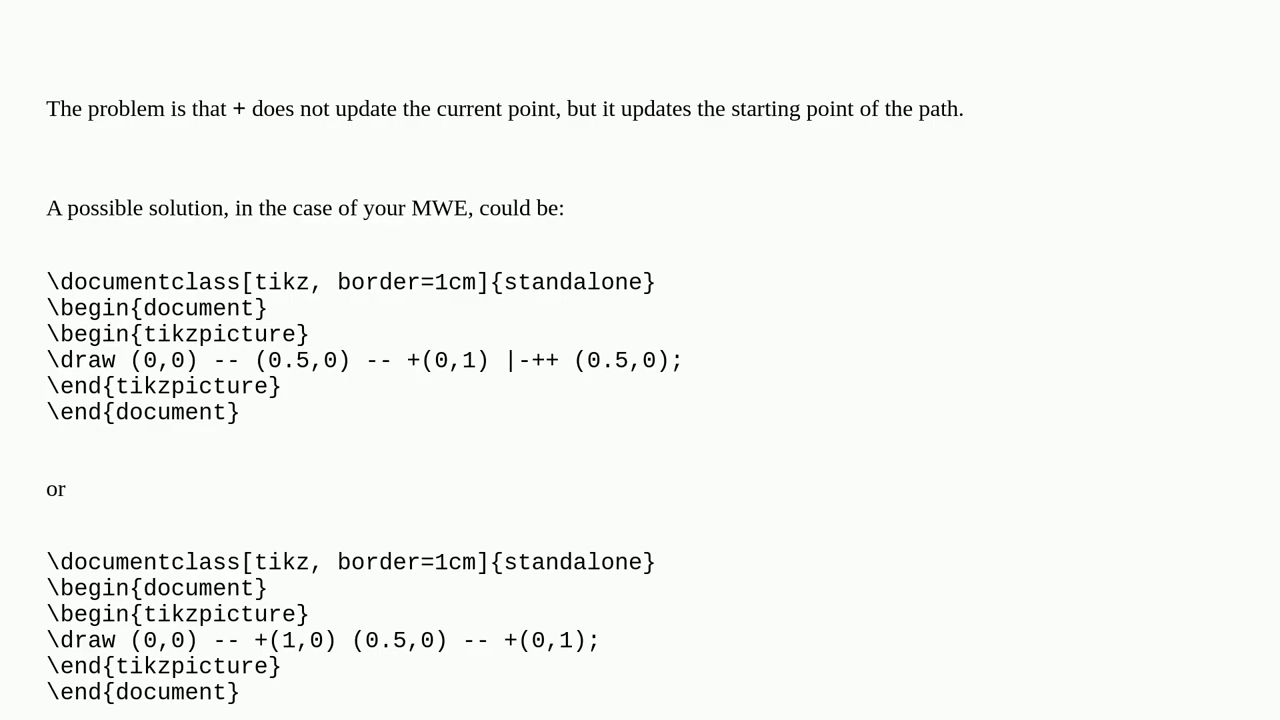 The problem is that + does not update the current point, but it updates the starting point of the path.
A possible solution, in the case of your MWE, could be:
\documentclass[tikz, border=1cm]{standalone}
\begin{document}
\begin{tikzpicture}
\draw (0,0) -- (0.5,0) -- +(0,1) |-++ (0.5,0);
\end{tikzpicture}
\end{document}
or
\documentclass[tikz, border=1cm]{standalone}
\begin{document}
\begin{tikzpicture}
\draw (0,0) -- +(1,0) (0.5,0) -- +(0,1);
\end{tikzpicture}
\end{document}